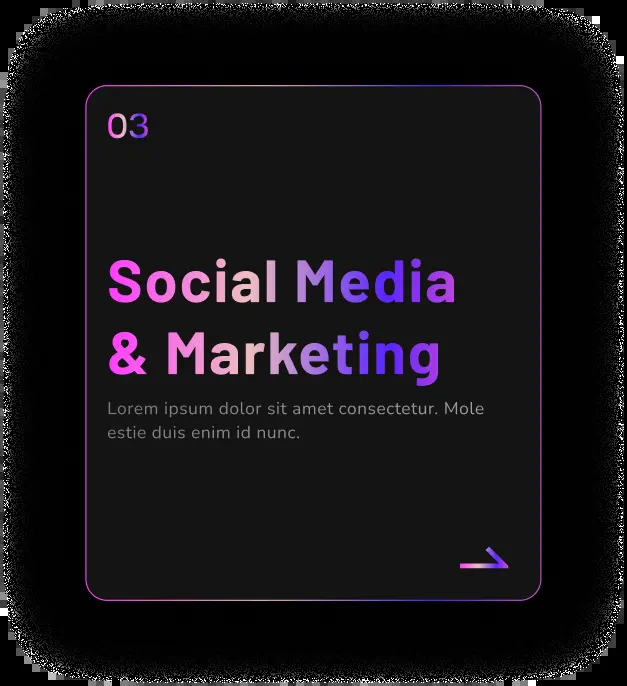 03
Social Media
& Marketing
Lorem ipsum dolor sit amet consectetur. Mole
estie duis enim id nunc.